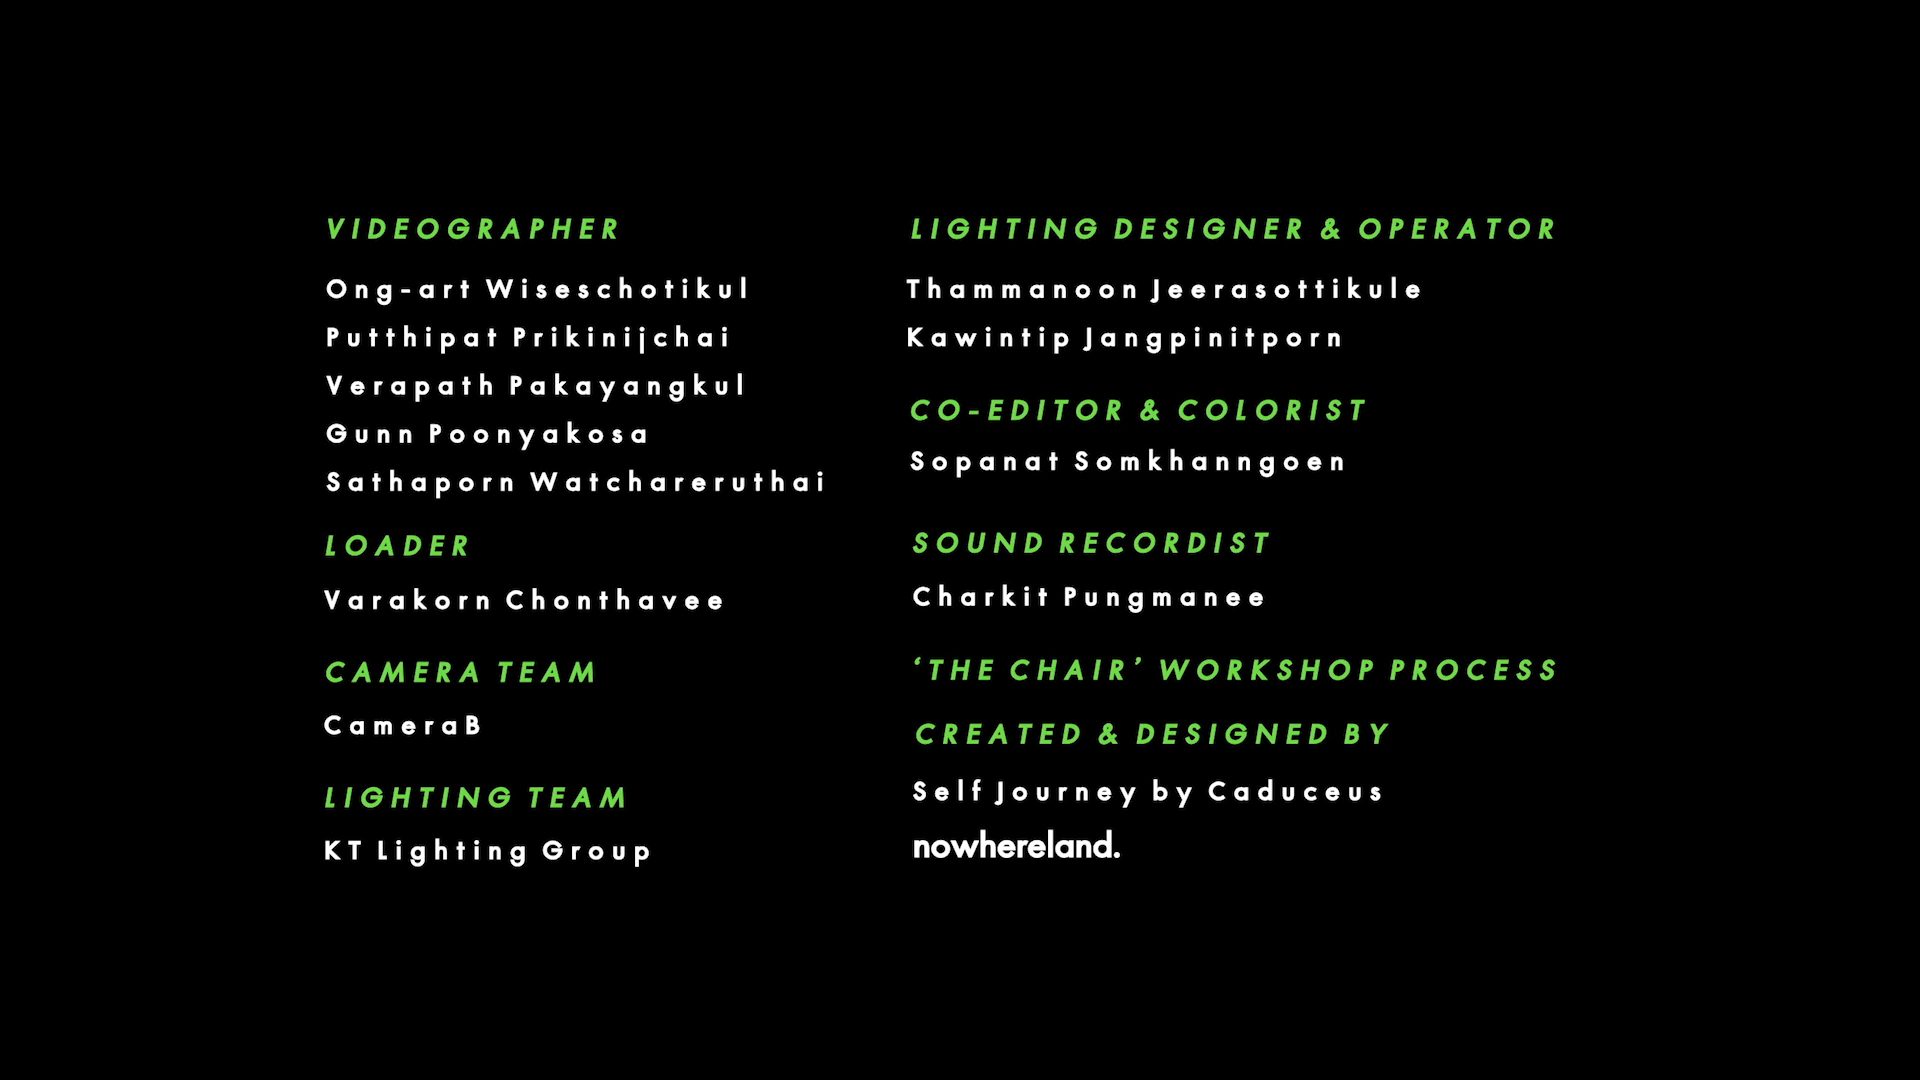 VIDEOGRAPHER
Ong-art Wiseschotikul
Putthipat Prikinijchai
Verapath Pakayangkul
Gunn Poonyakosa
Sathaporn Watchareruthai
LOADER
Varakorn Chonthavee
CAMERA TEAM
CameraB
LIGHTING TEAM
KT Lighting Group
LIGHTING DESIGNER & OPERATOR
Thammanoon Jeerasottikule
Kawintip Jangpinitporn
CO-EDITOR & COLORIST
Sopanat Somkhanngoen
SOUND RECORDIST
Charkit Pungmanee
‘THE CHAIR’ WORKSHOP PROCESS
CREATED & DESIGNED BY
Self Journey by Caduceus
nowhereland.